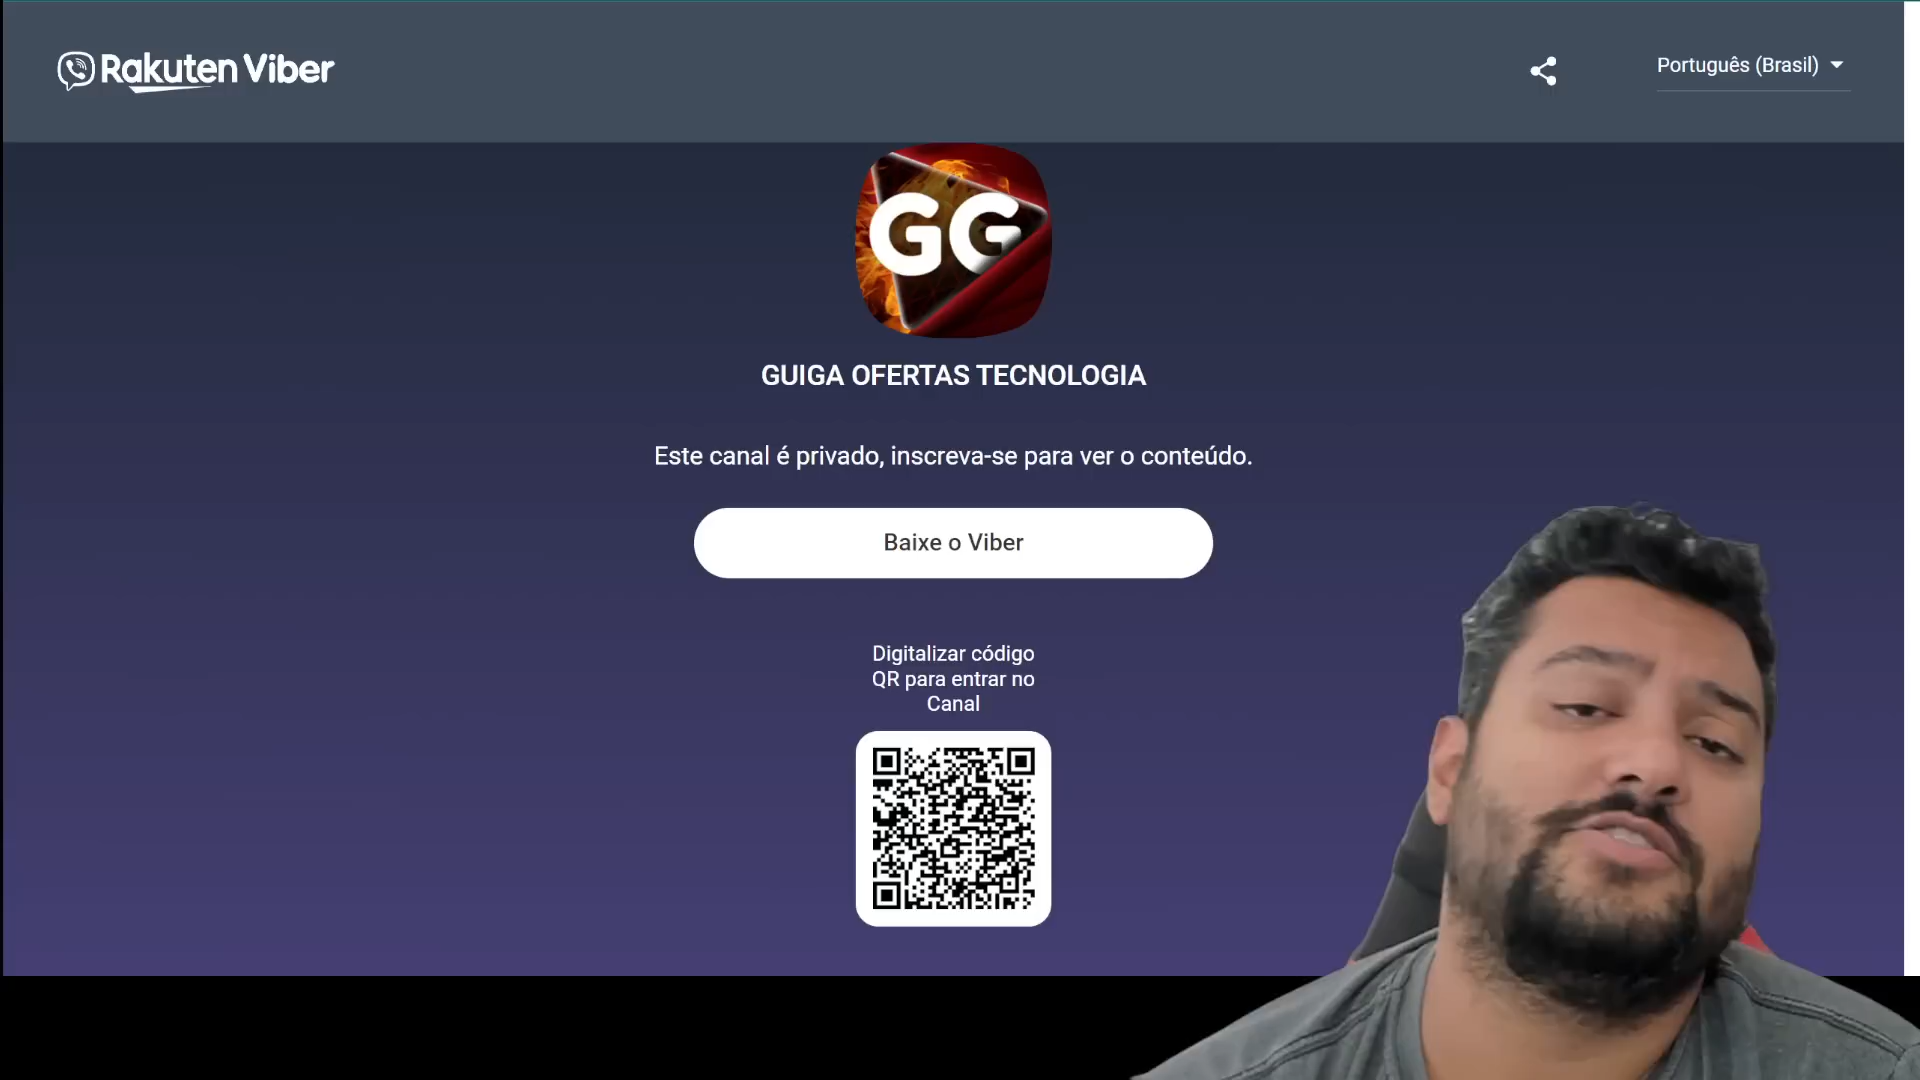 Rakuten Viber
Português (Brasil)
GG
GUIGA OFERTAS TECNOLOGIA
Este canal é privado, inscreva-se para ver o conteúdo.
Baixe o Viber
Digitalizar código
QR para entrar no
Canal